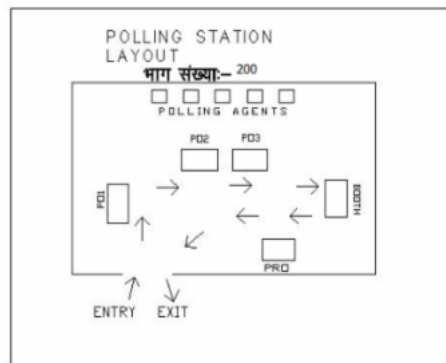 POLLING STATION
LAYOUT
भाग संख्या:- 200
POLLING AGENTS
PO2 PO3
PO1
BOOTH
PRO
ENTRY EXIT